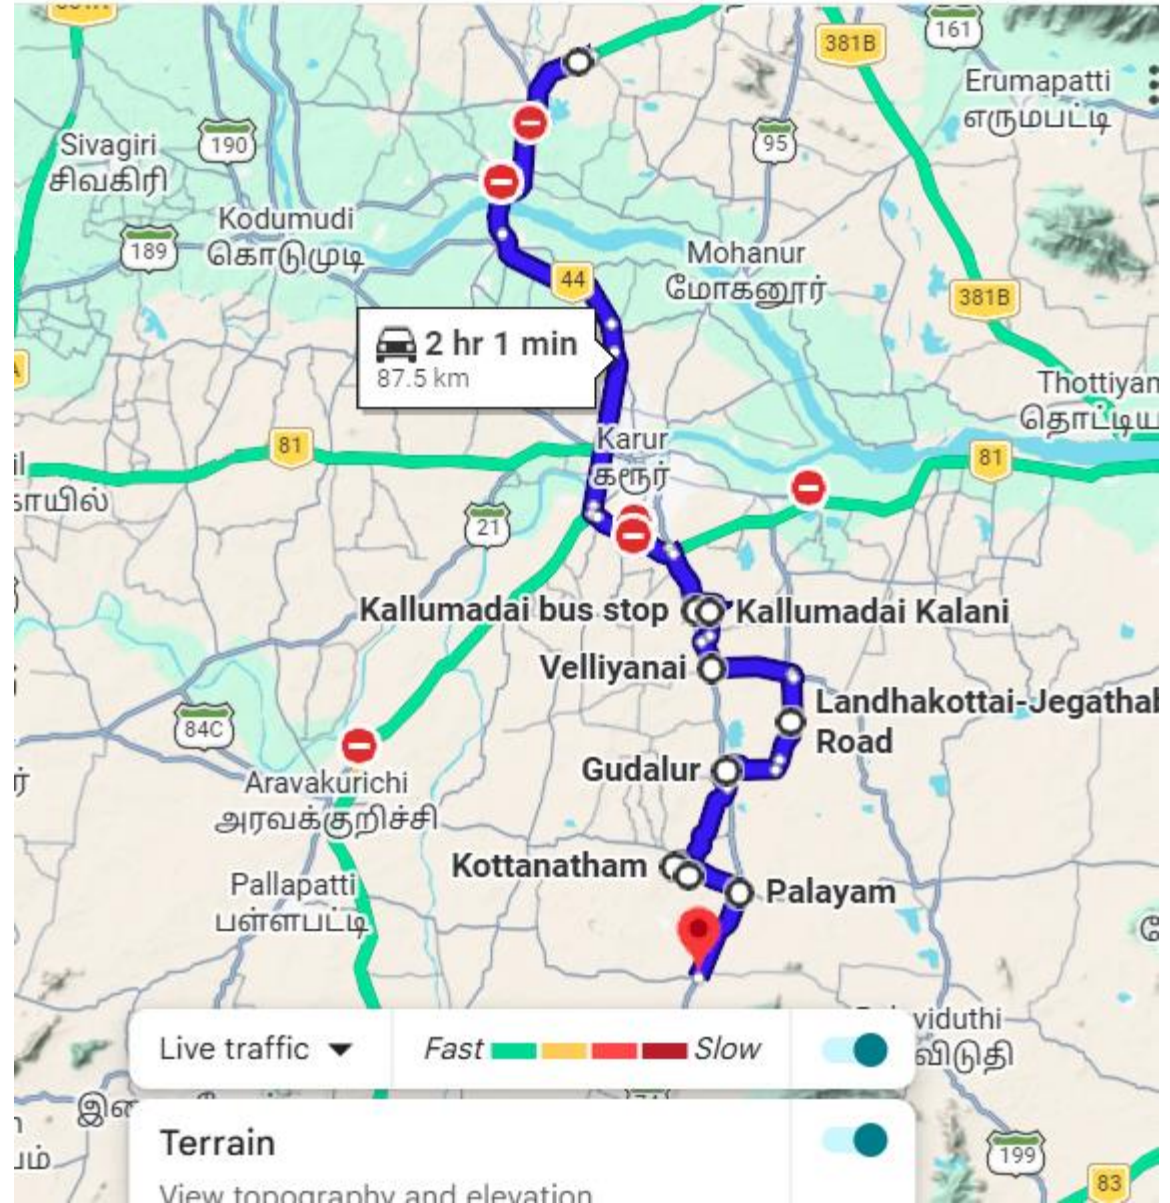 381B
161
Erumapatti
எருமபட்டி
Sivagiri
சிவகிரி
190
95
Kodumudi
கொடுமுடி
189
Mohanur
மோகனூர்
44
381B
2 hr 1 min
87.5 km
Thottiyan
தொட்டிய
81
Karur
கரூர்
81
21
Kallumadai bus stop
Kallumadai Kalani
Velliyanai
Landhakottai-Jegathab
Road
84C
Gudalur
Aravakurichi
அரவக்குறிச்சி
Kottanatham
Palayam
Pallapatti
பள்ளபட்டி
viduthi
விடுதி
Live traffic
Fast
Slow
Terrain
199
83
View topography and elevation